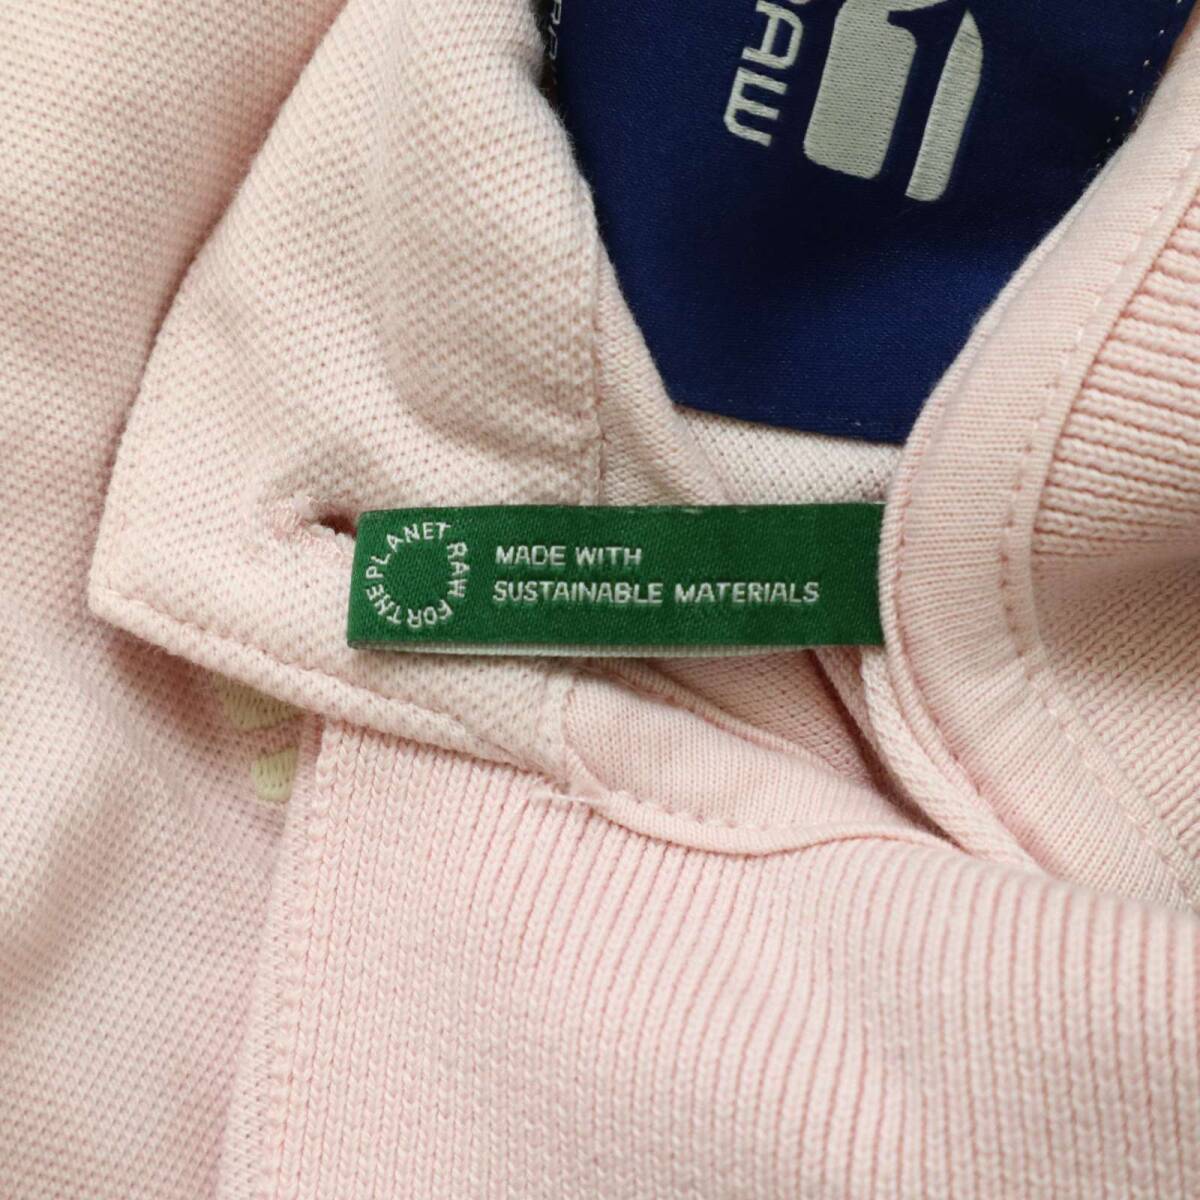 RAW
RAW FOR THE PLANET
MADE WITH
SUSTAINABLE MATERIALS